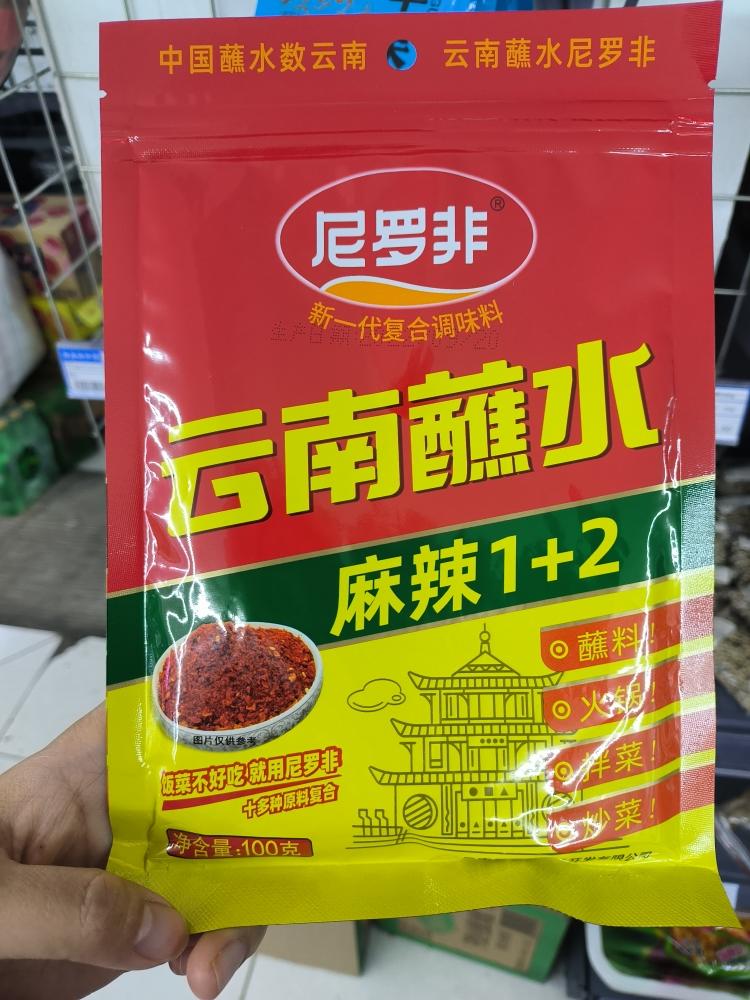 中国蘸水数云南
云南蘸水尼罗非
尼罗非®
新一代复合调味料
云南蘸水
麻辣1+2
蘸料!
火锅!
拌菜!
炒菜!
图片仅供参考
饭菜不好吃 就用尼罗非
十多种原料复合
净含量:100克